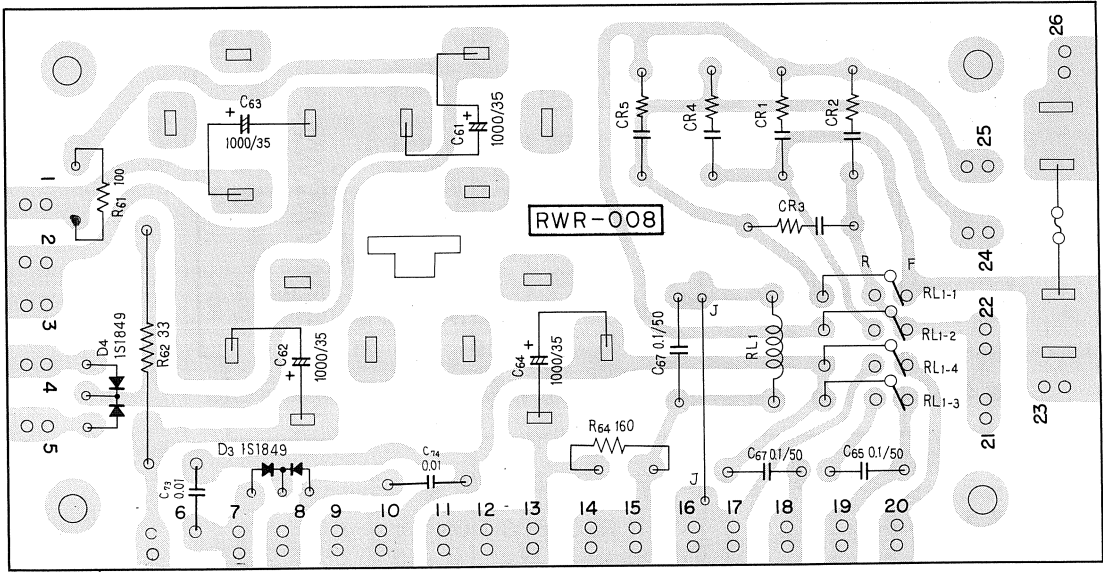 26
C63
+
1000/35
C61
+
1000/35
CR5
CR4
CR1
CR2
25
1
R61 100
2
RWR-008
CR3
24
3
R F
RL1-1
22
J
D4
1S1849
R62 33
C62
+
1000/35
C64
+
1000/35
C67 0.1/50
RL1
RL1-2
RL1-4
4
RL1-3
23
21
5
R64 160
D3 1S1849
C74
0.01
C67 0.1/50
C65 0.1/50
C73
0.01
J
6
7
8
9
10
11
12
13
14
15
16
17
18
19
20